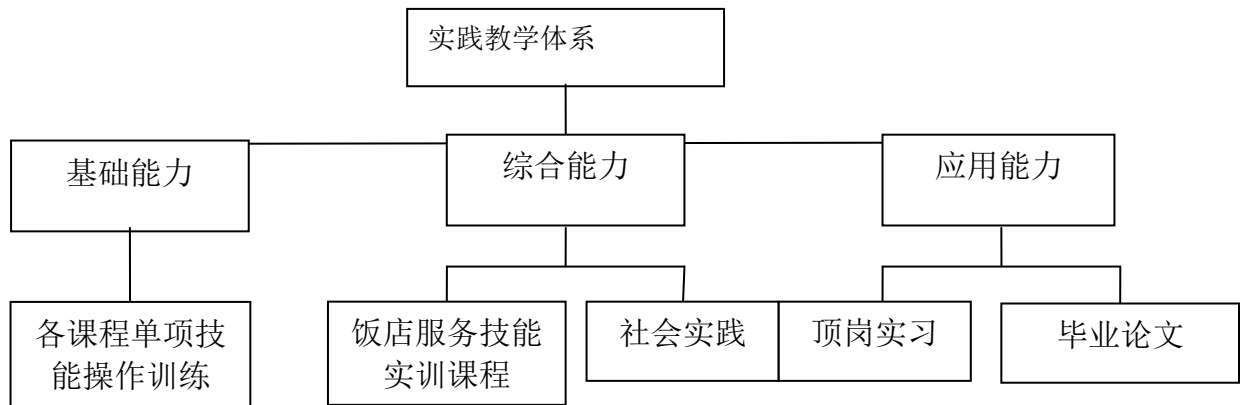 实践教学体系
基础能力
综合能力
应用能力
各课程单项技
能操作训练
饭店服务技能
实训课程
社会实践
顶岗实习
毕业论文